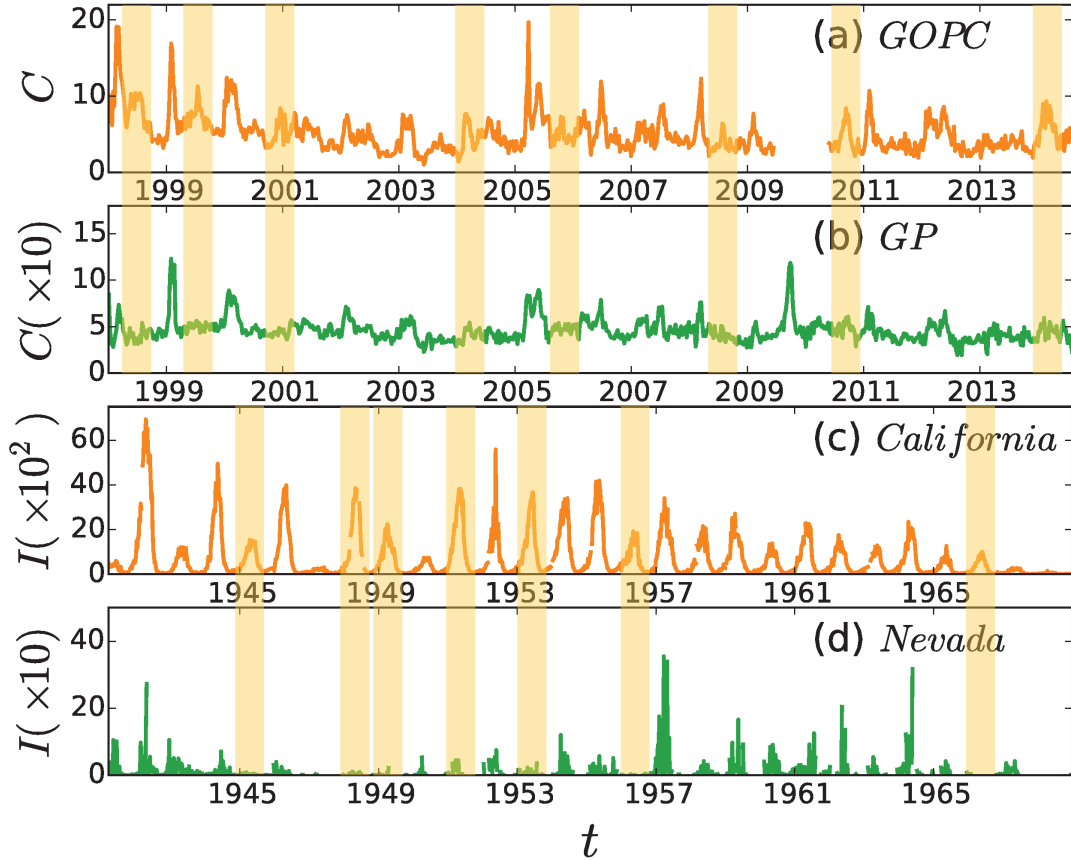 (a) GOPC
C
20
10
0
1999 2001 2003 2005 2007 2009 2011 2013
(b) GP
C(×10)
15
10
5
0
1999 2001 2003 2005 2007 2009 2011 2013
(c) California
I(×10²)
60
40
20
0
1945 1949 1953 1957 1961 1965
(d) Nevada
I(×10)
40
20
0
1945 1949 1953 1957 1961 1965
t